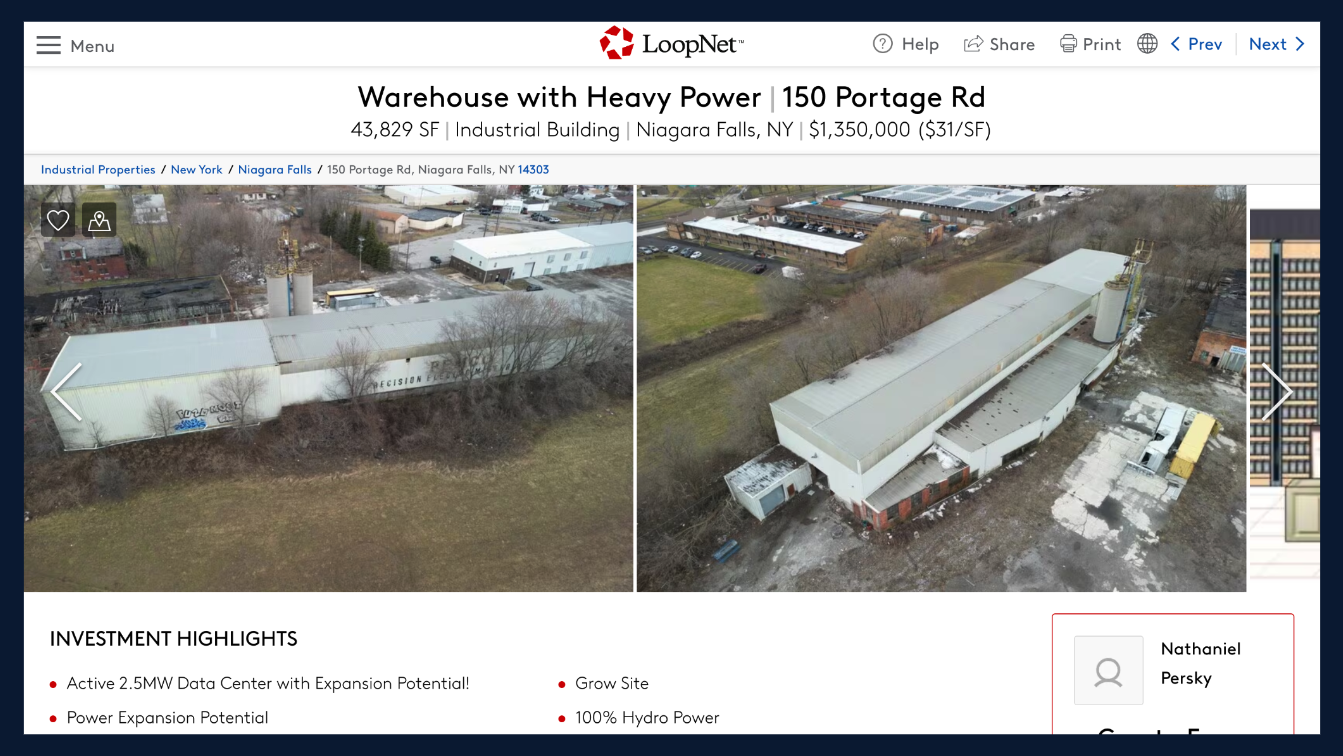 Menu
LoopNet™
Help
Share
Print
Prev
Next
Warehouse with Heavy Power | 150 Portage Rd
43,829 SF | Industrial Building | Niagara Falls, NY | $1,350,000 ($31/SF)
Industrial Properties / New York / Niagara Falls / 150 Portage Rd, Niagara Falls, NY 14303
INVESTMENT HIGHLIGHTS
• Active 2.5MW Data Center with Expansion Potential!
• Power Expansion Potential
• Grow Site
• 100% Hydro Power
Nathaniel
Persky